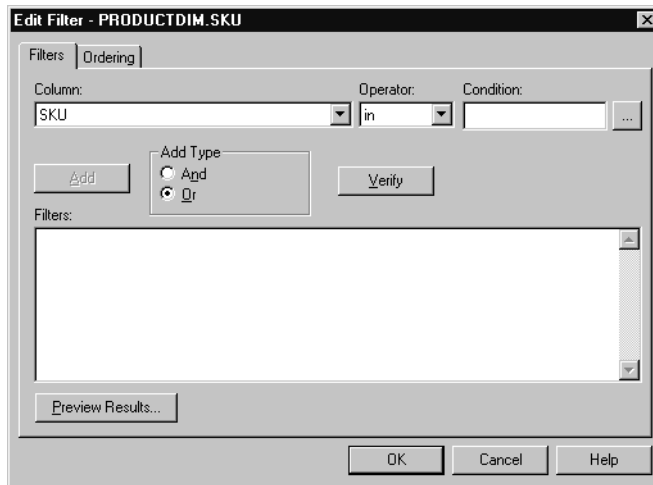 Edit Filter - PRODUCTDIM.SKU
Filters Ordering
Column: Operator: Condition:
SKU in ...
Add Type
Add And Verify
Or
Filters:
Preview Results...
OK Cancel Help